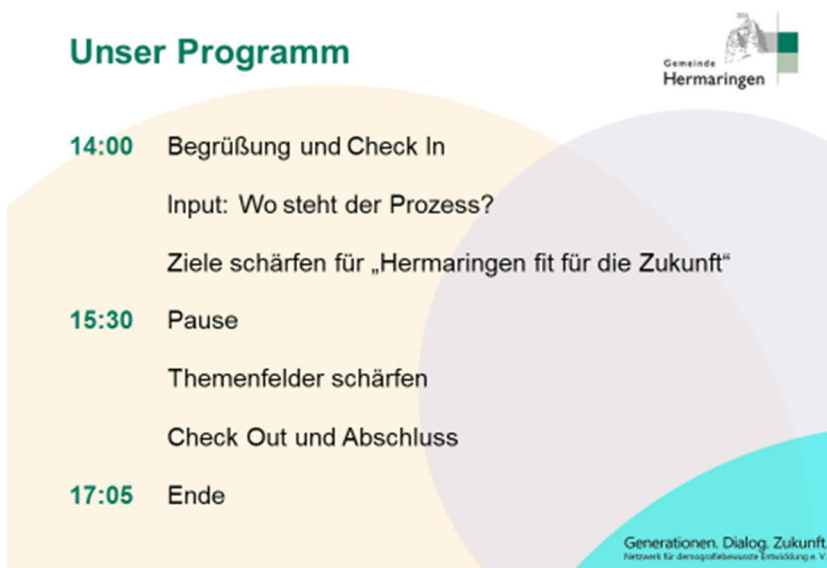 Unser Programm
Gemeinde
Hermaringen
14:00 Begrüßung und Check In
Input: Wo steht der Prozess?
Ziele schärfen für „Hermaringen fit für die Zukunft“
15:30 Pause
Themenfelder schärfen
Check Out und Abschluss
17:05 Ende
Generationen. Dialog. Zukunft.
Netzwerk für demografiebewusste Entwicklung e. V.